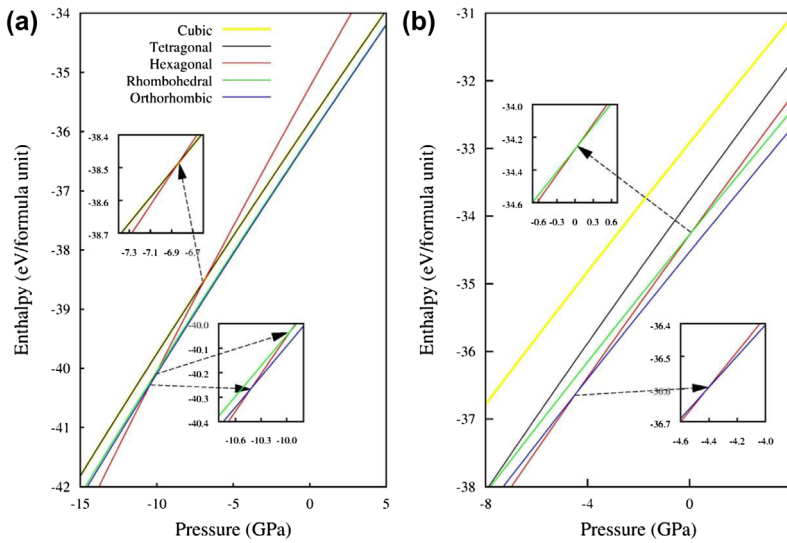 (a)
Enthalpy (eV/formula unit)
-34
-35
-36
-37
-38
-39
-40
-41
-42
Cubic
Tetragonal
Hexagonal
Rhombohedral
Orthorhombic
-38.4
-38.5
-38.6
-38.7
-7.3 -7.1 -6.9 -6.7
-40.0
-40.1
-40.2
-40.3
-40.4
-10.6 -10.3 -10.0
-15 -10 -5 0 5
Pressure (GPa)
(b)
Enthalpy (eV/formula unit)
-31
-32
-33
-34
-35
-36
-37
-38
-34.0
-34.2
-34.4
-34.6
-0.6 -0.3 0 0.3 0.6
-36.4
-36.5
-36.6
-36.7
-4.6 -4.4 -4.2 -4.0
-8 -4 0
Pressure (GPa)